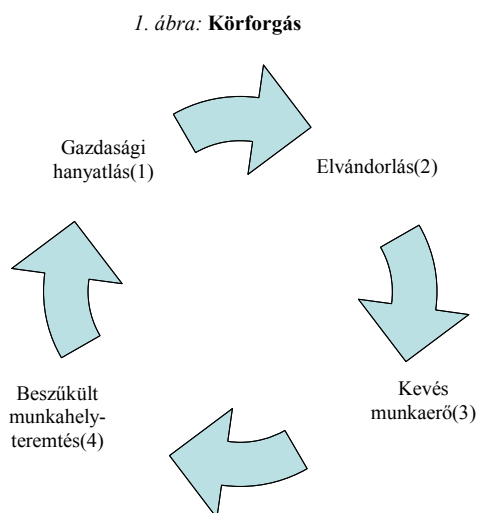 1. ábra: Körforgás
Gazdasági
hanyatlás(1)
Elvándorlás(2)
Kevés
munkaerő(3)
Beszűkült
munkahely-
teremtés(4)